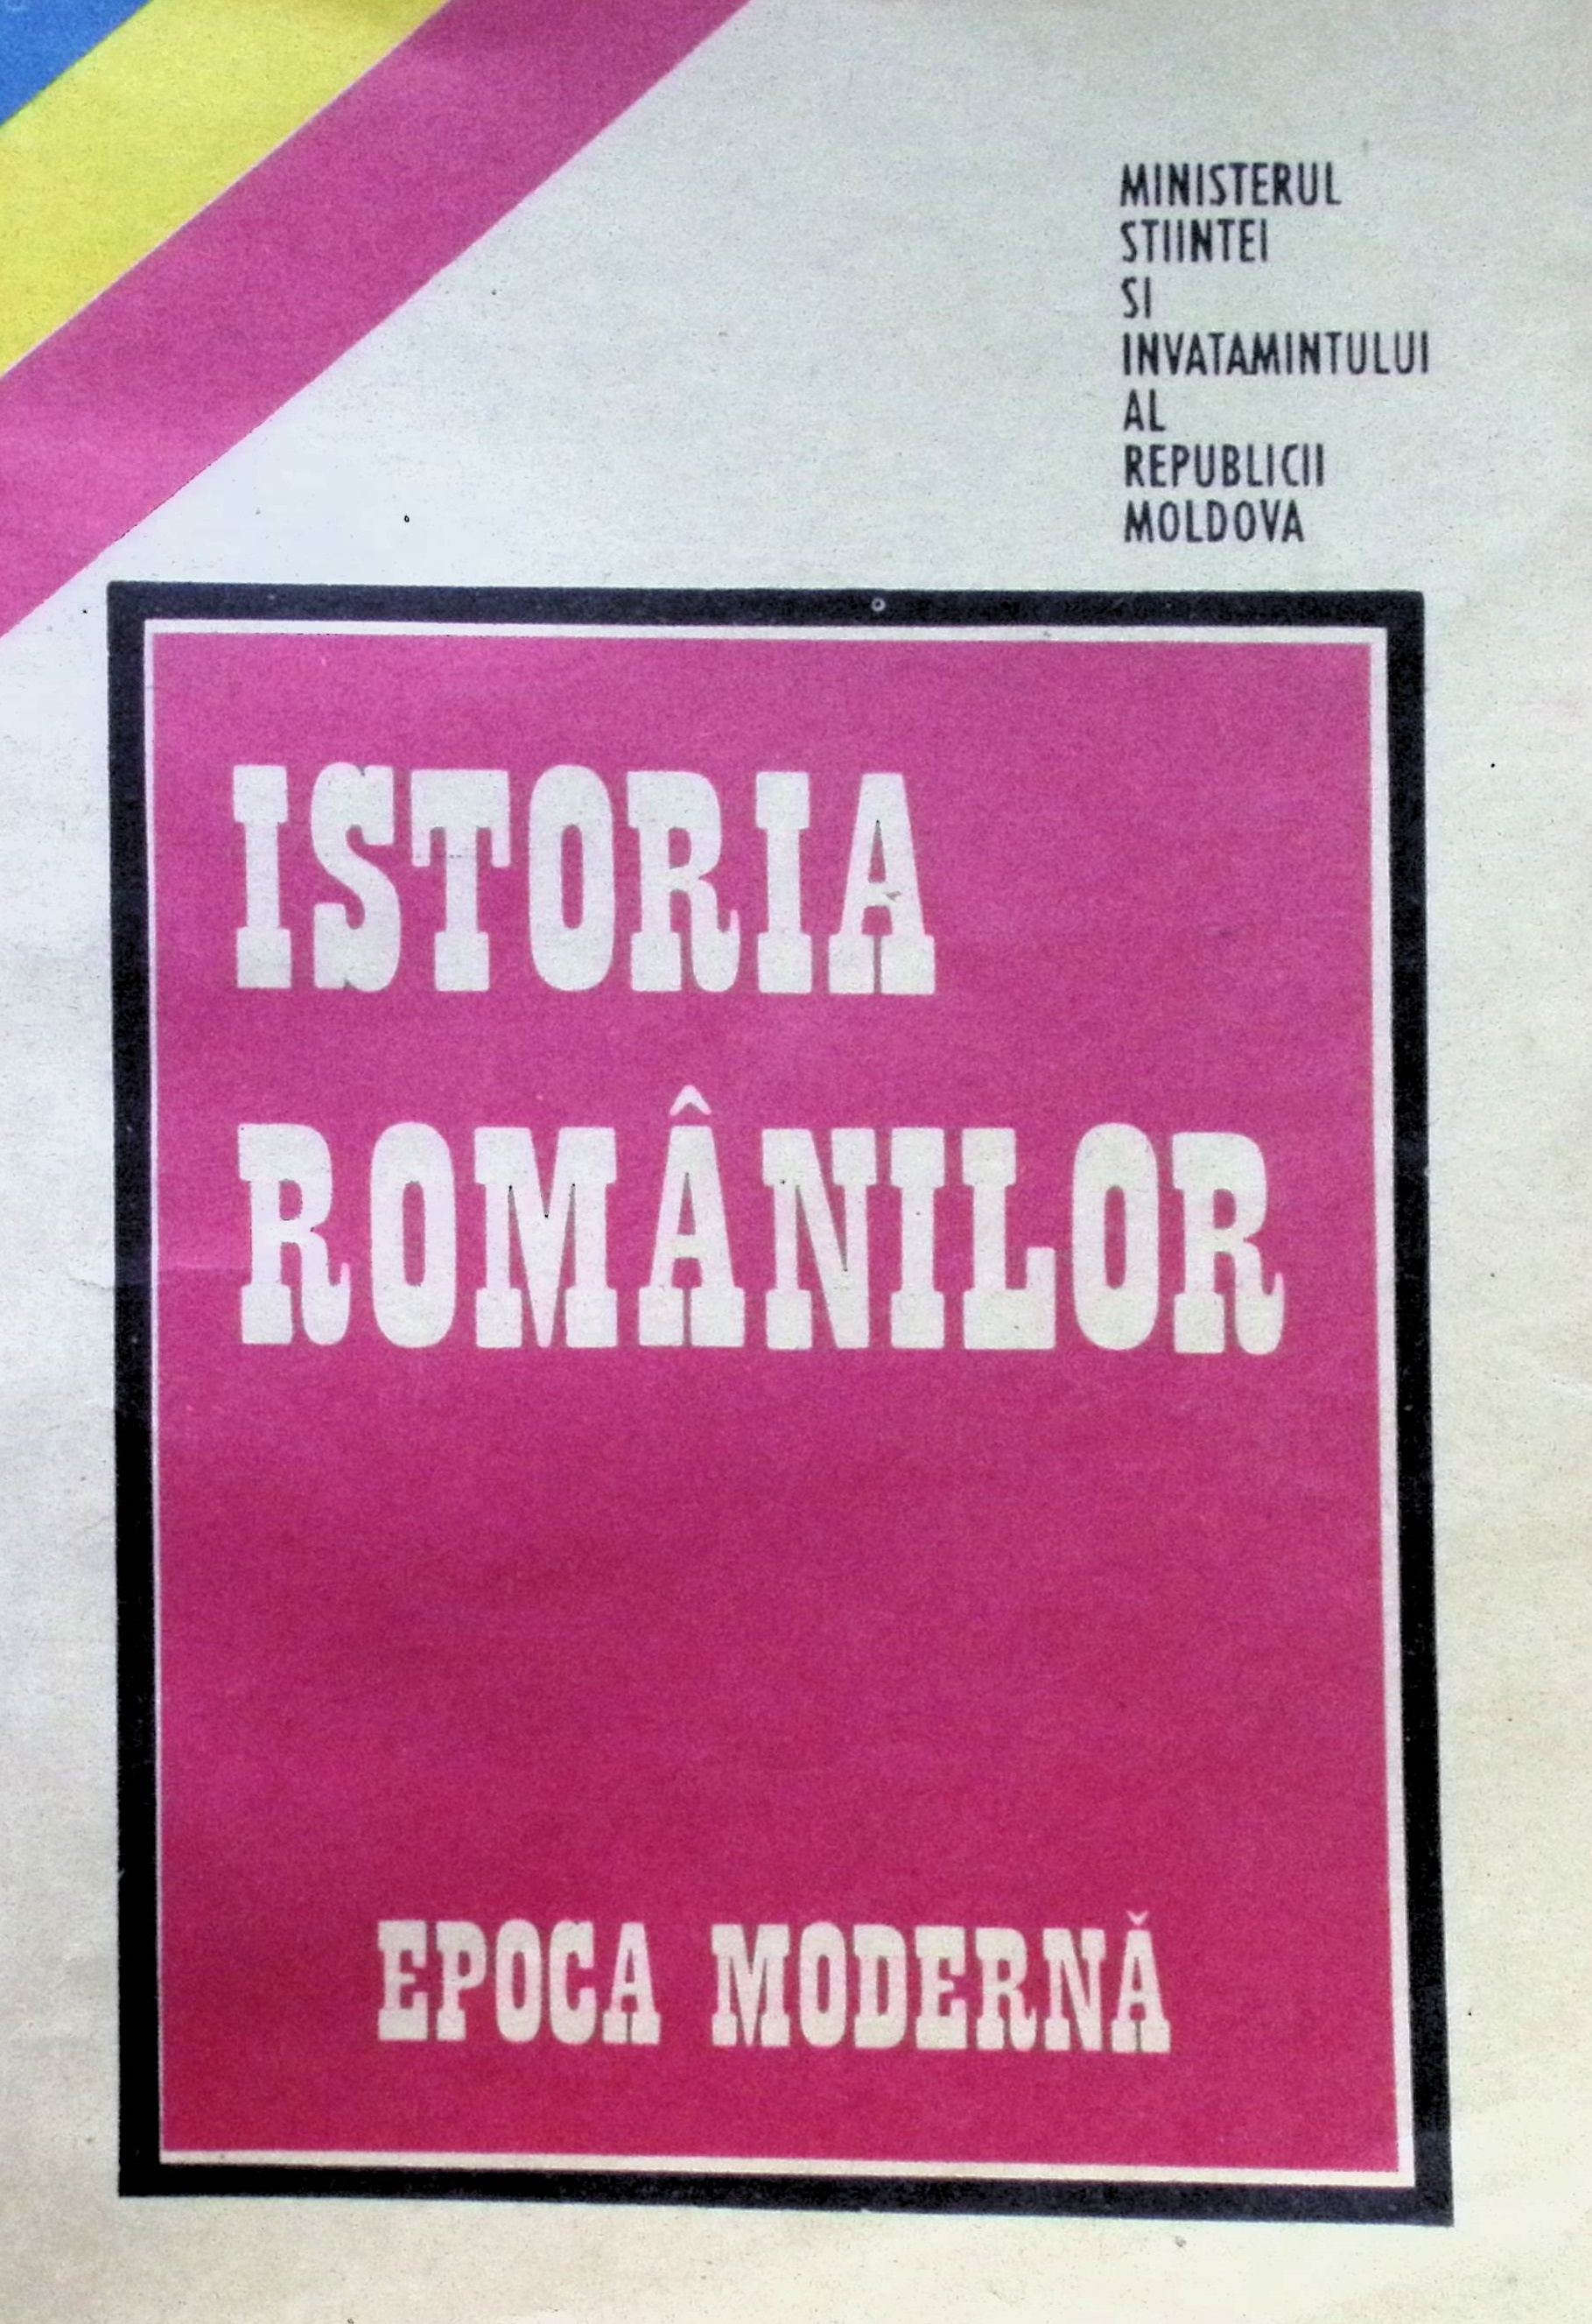 MINISTERUL
STIINTEI
SI
INVATAMINTULUI
AL
REPUBLICII
MOLDOVA
ISTORIA
ROMÂNILOR
EPOCA MODERNĂ